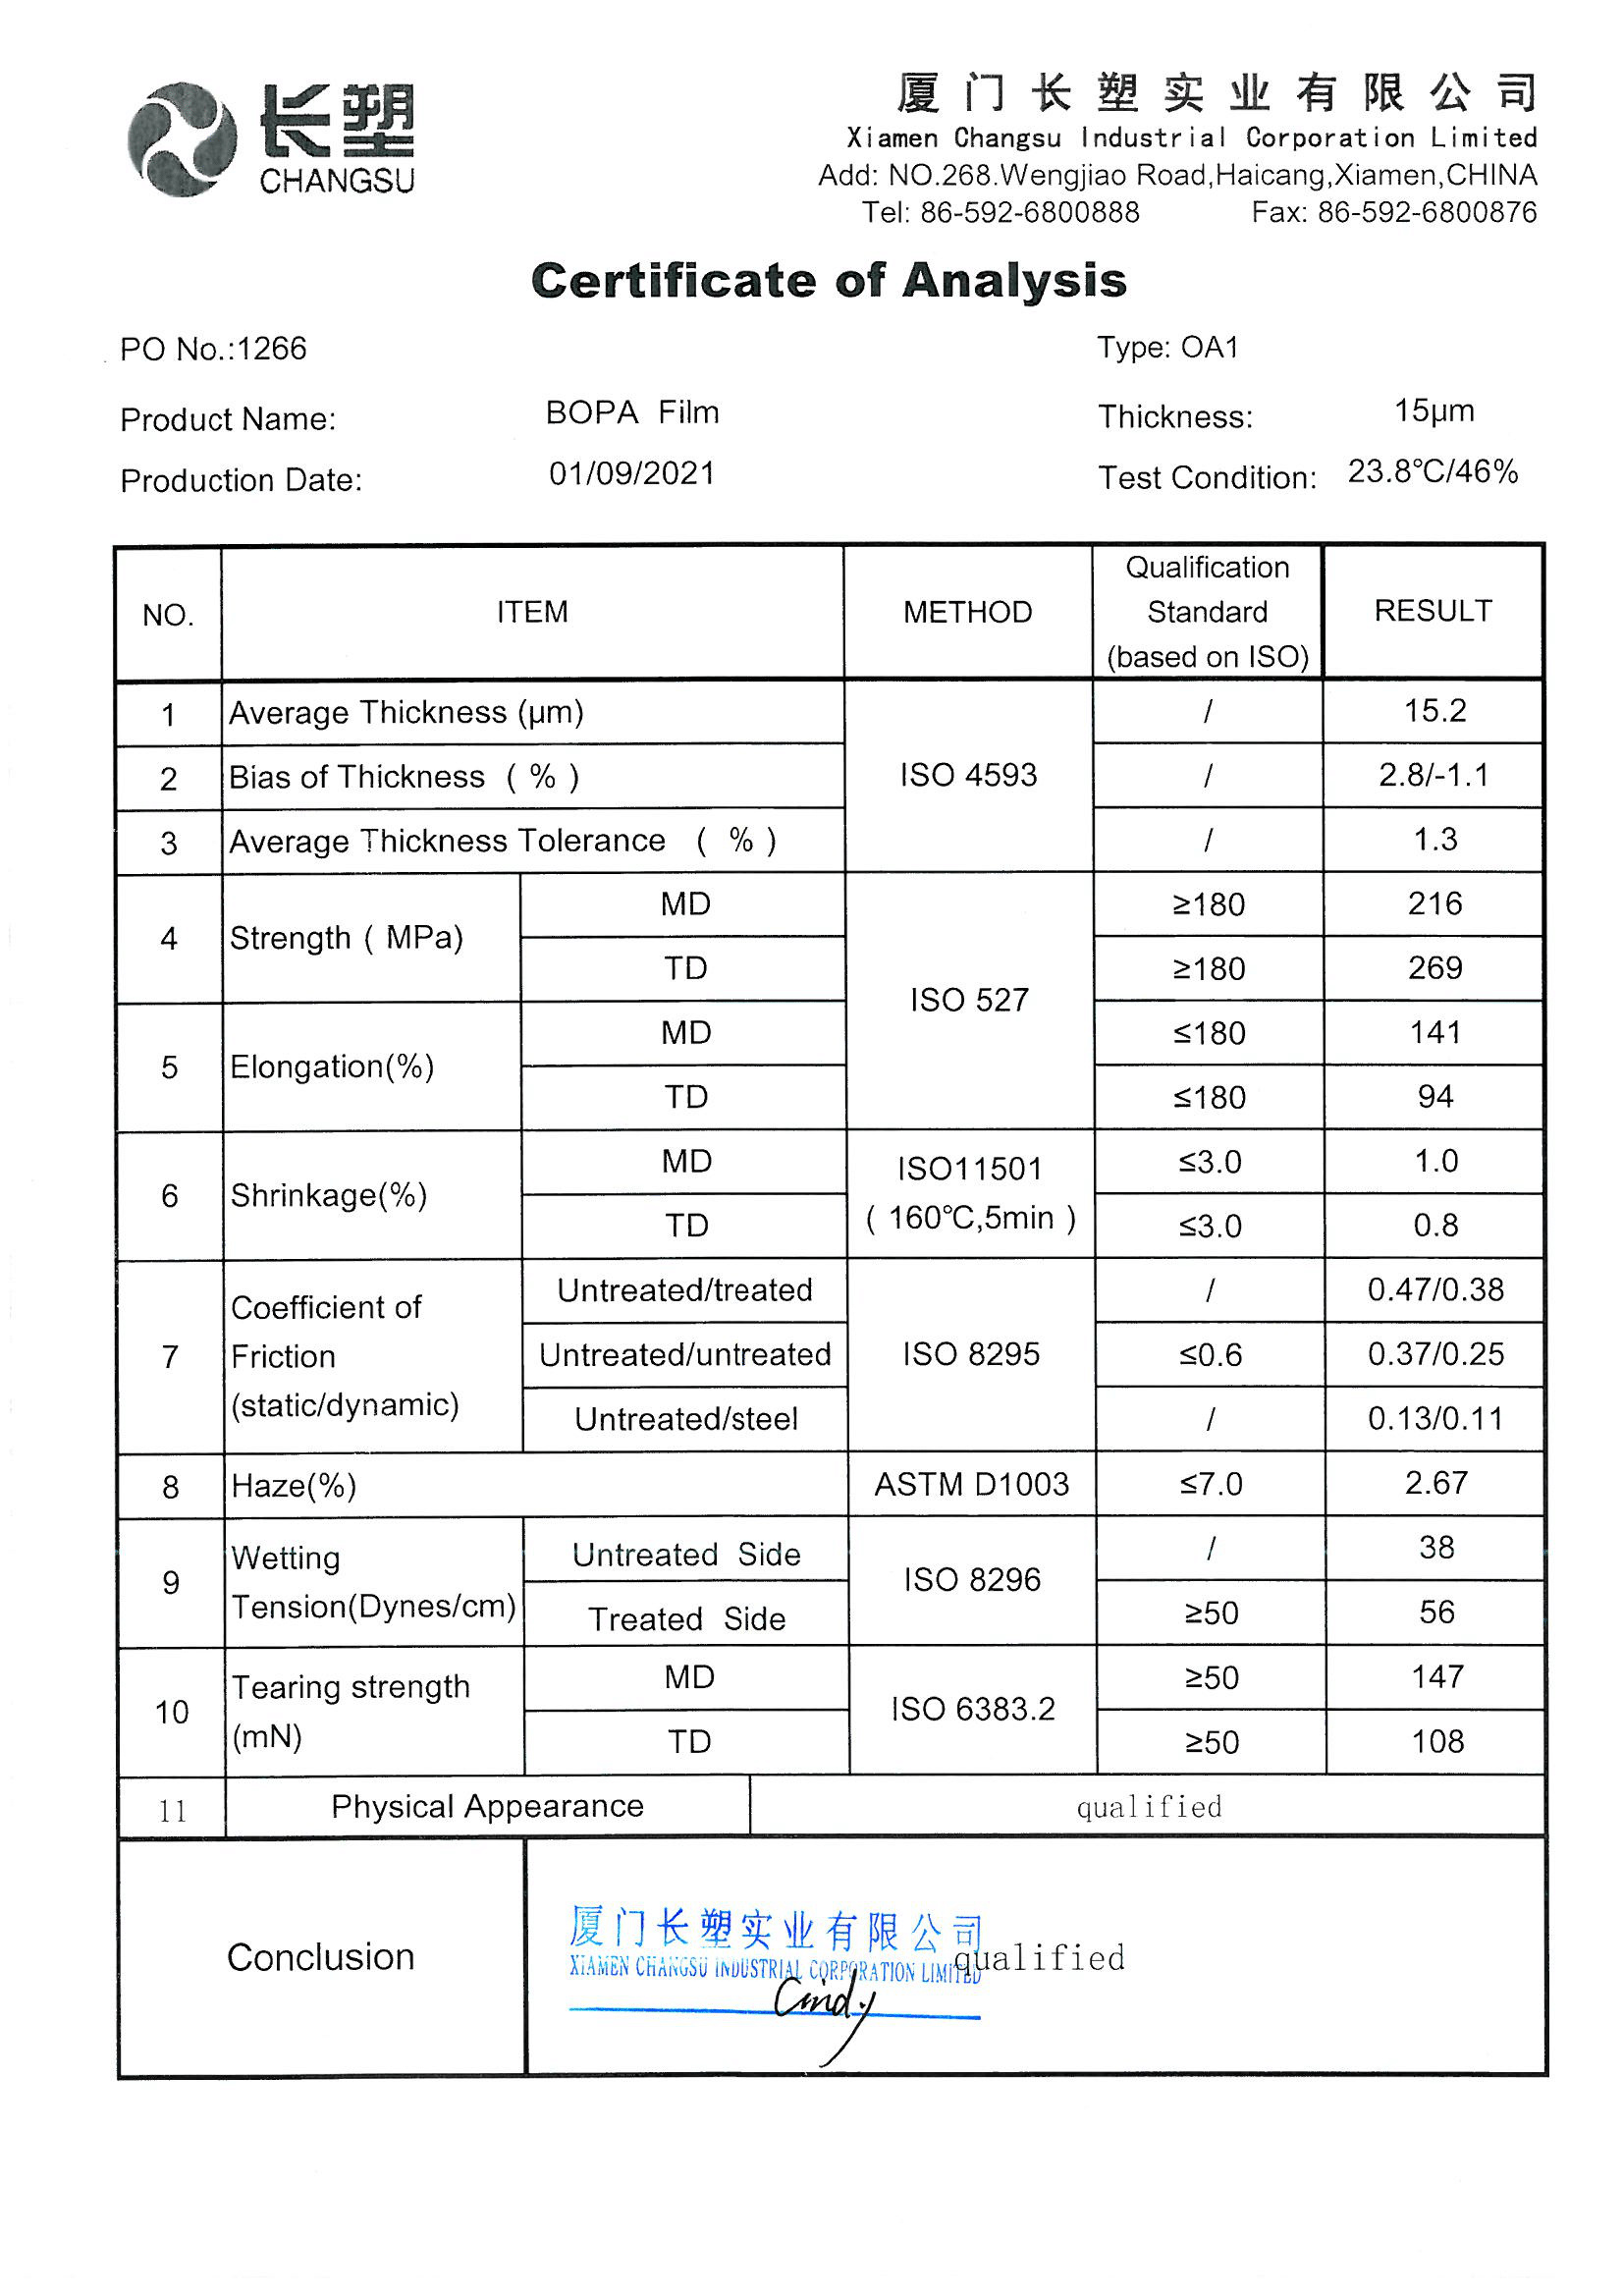 长塑
CHANGSU
厦门长塑实业有限公司
Xiamen Changsu Industrial Corporation Limited
Add: NO.268.Wengjiao Road,Haicang,Xiamen,CHINA
Tel: 86-592-6800888 Fax: 86-592-6800876
Certificate of Analysis
PO No.:1266 Type: OA1
Product Name: BOPA Film Thickness: 15μm
Production Date: 01/09/2021 Test Condition: 23.8℃/46%
NO. ITEM METHOD Qualification Standard (based on ISO) RESULT
1 Average Thickness (μm) ISO 4593 / 15.2
2 Bias of Thickness ( % ) / 2.8/-1.1
3 Average Thickness Tolerance ( % ) / 1.3
4 Strength ( MPa) MD ISO 527 ≥180 216
TD ≥180 269
5 Elongation(%) MD ≤180 141
TD ≤180 94
6 Shrinkage(%) MD ISO11501 ( 160℃,5min ) ≤3.0 1.0
TD ≤3.0 0.8
7 Coefficient of Friction (static/dynamic) Untreated/treated ISO 8295 / 0.47/0.38
Untreated/untreated ≤0.6 0.37/0.25
Untreated/steel / 0.13/0.11
8 Haze(%) ASTM D1003 ≤7.0 2.67
9 Wetting Tension(Dynes/cm) Untreated Side ISO 8296 / 38
Treated Side ≥50 56
10 Tearing strength (mN) MD ISO 6383.2 ≥50 147
TD ≥50 108
11 Physical Appearance qualified
Conclusion qualified
厦门长塑实业有限公司
XIAMEN CHANGSU INDUSTRIAL CORPORATION LIMITED
Cindy